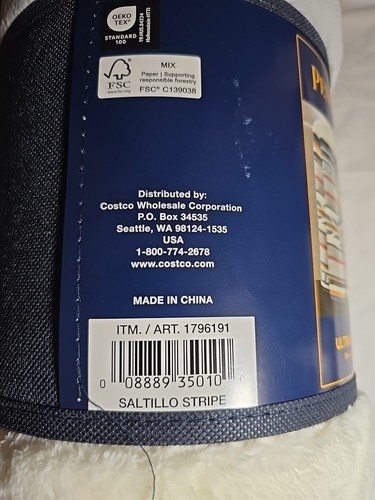 OEKO
TEX®
STANDARD
100
MIX
Paper | Supporting
responsible forestry
FSC® C139038
FSC
Distributed by:
Costco Wholesale Corporation
P.O. Box 34535
Seattle, WA 98124-1535
USA
1-800-774-2678
www.costco.com
MADE IN CHINA
ITM. / ART. 1796191
0 08889 35010
SALTILLO STRIPE